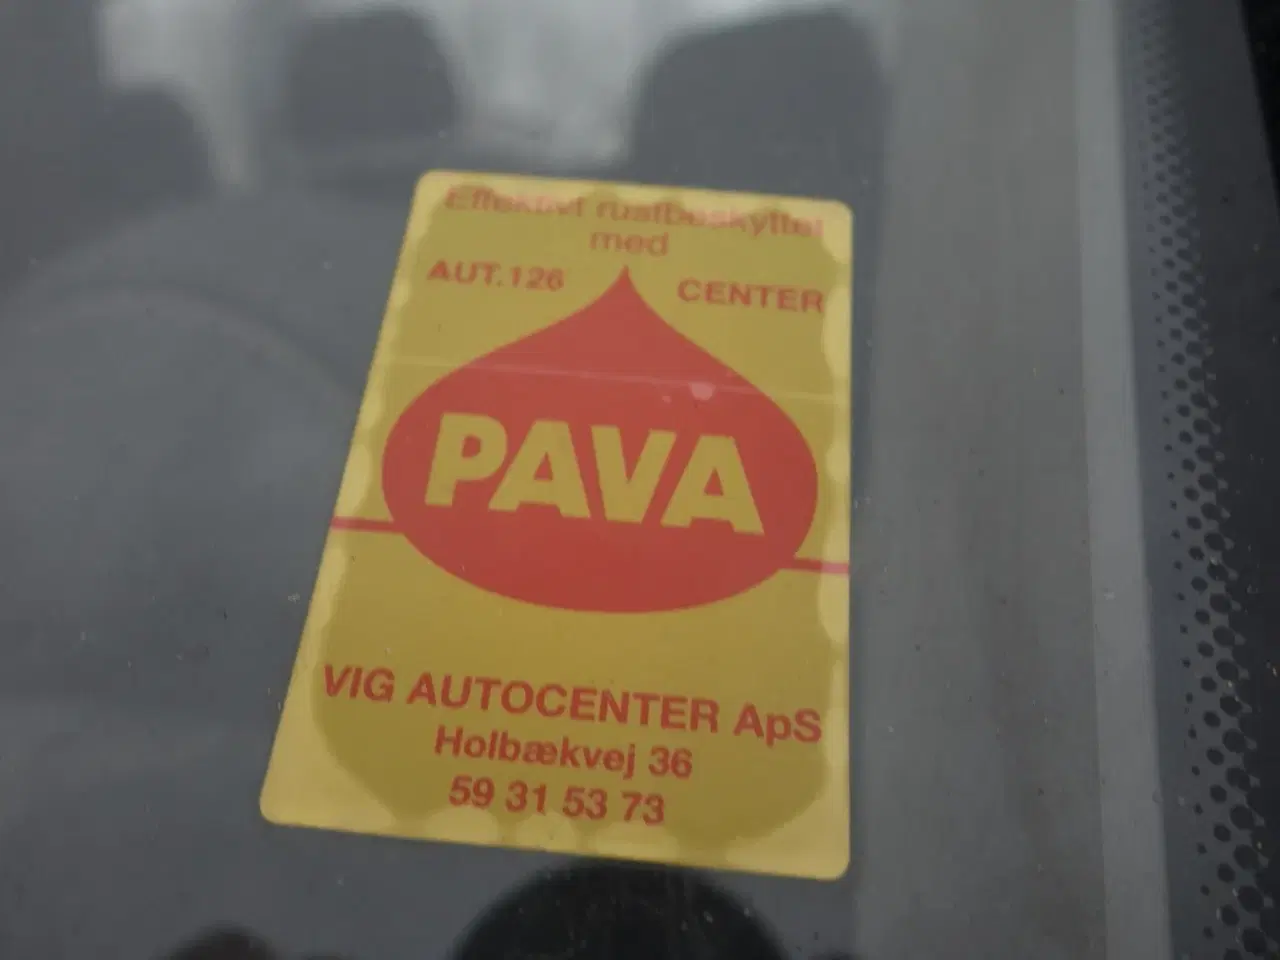 Effektivt rustbeskyttet
med
AUT.126 CENTER
PAVA
VIG AUTOCENTER ApS
Holbækvej 36
59 31 53 73